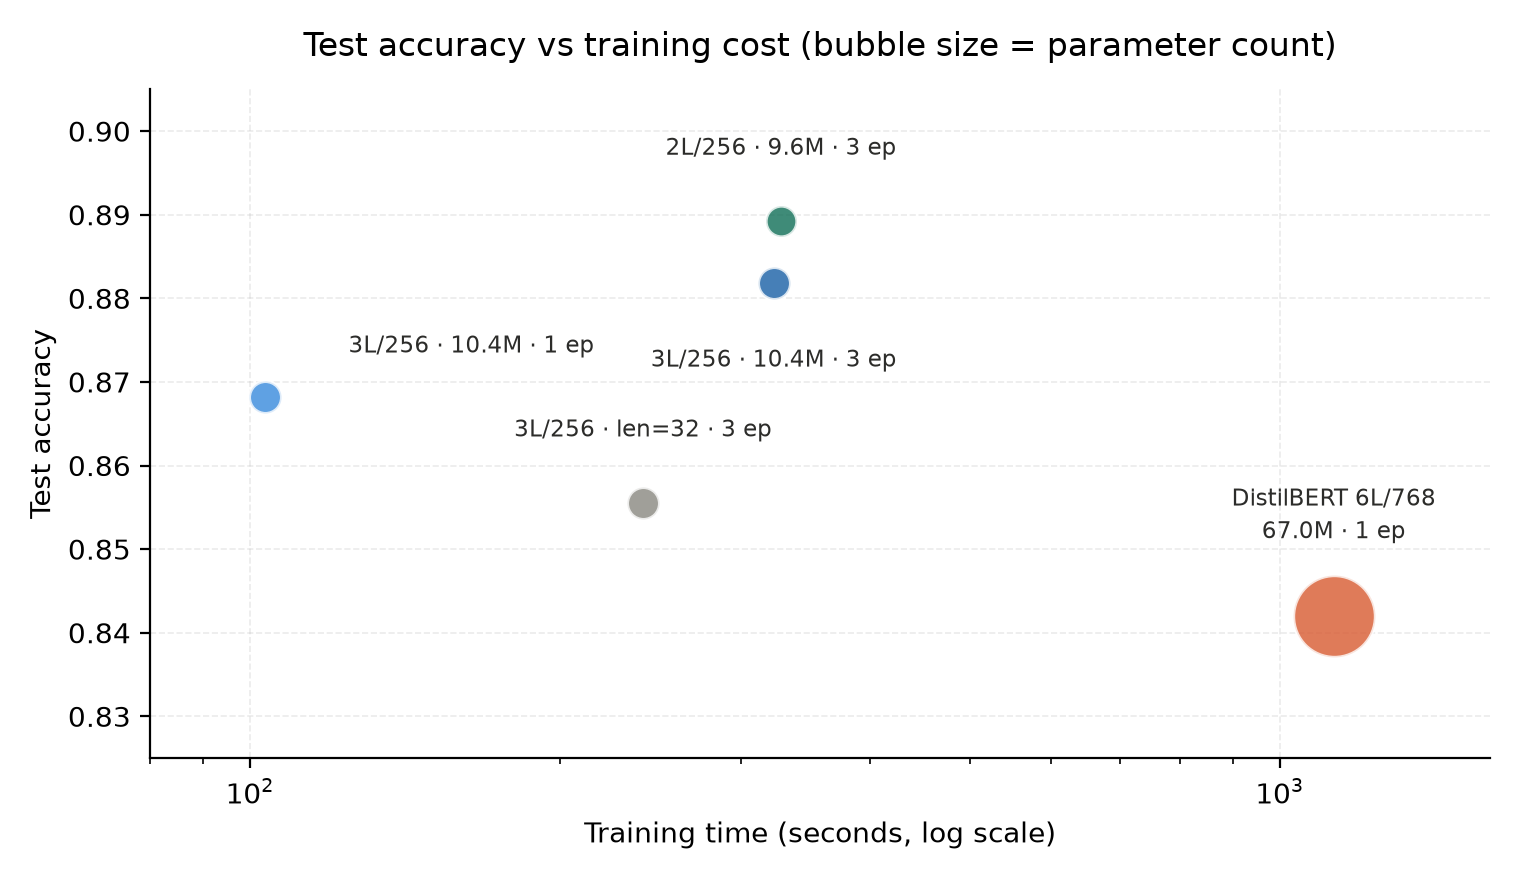 Test accuracy vs training cost (bubble size = parameter count)
Test accuracy
0.90
0.89
0.88
0.87
0.86
0.85
0.84
0.83
2L/256 · 9.6M · 3 ep
3L/256 · 10.4M · 1 ep
3L/256 · 10.4M · 3 ep
3L/256 · len=32 · 3 ep
DistilBERT 6L/768
67.0M · 1 ep
10²
10³
Training time (seconds, log scale)